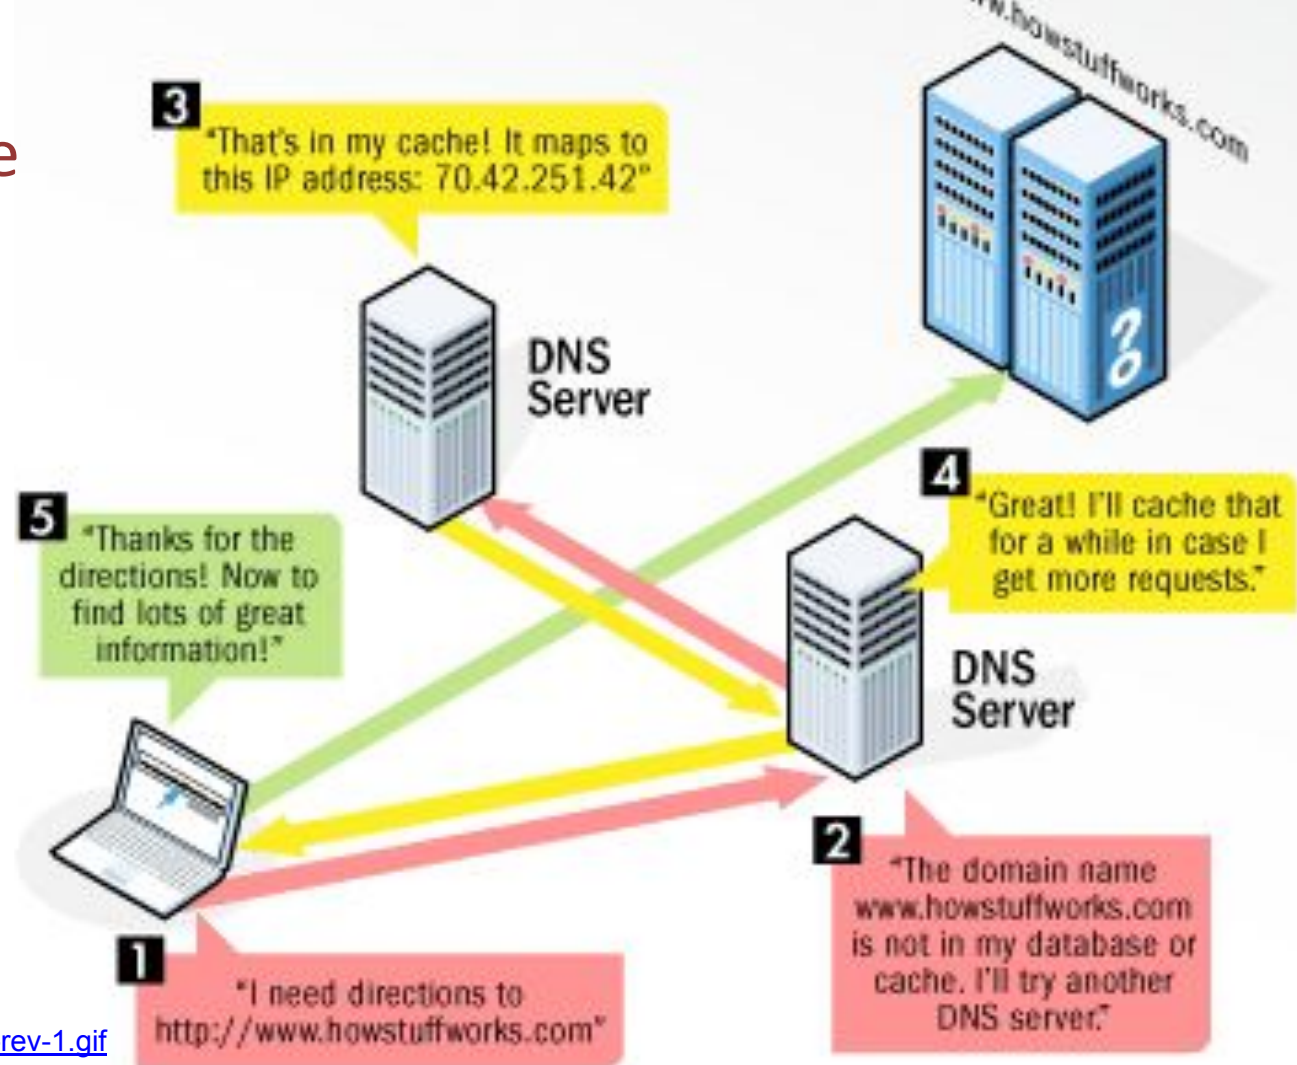 e
www.howstuffworks.com
3
"That's in my cache! It maps to
this IP address: 70.42.251.42"
DNS
Server
4
"Great! I'll cache that
for a while in case I
get more requests."
5
"Thanks for the
directions! Now to
find lots of great
information!"
DNS
Server
2
"The domain name
www.howstuffworks.com
is not in my database or
cache. I'll try another
DNS server."
1
"I need directions to
http://www.howstuffworks.com"
rev-1.gif